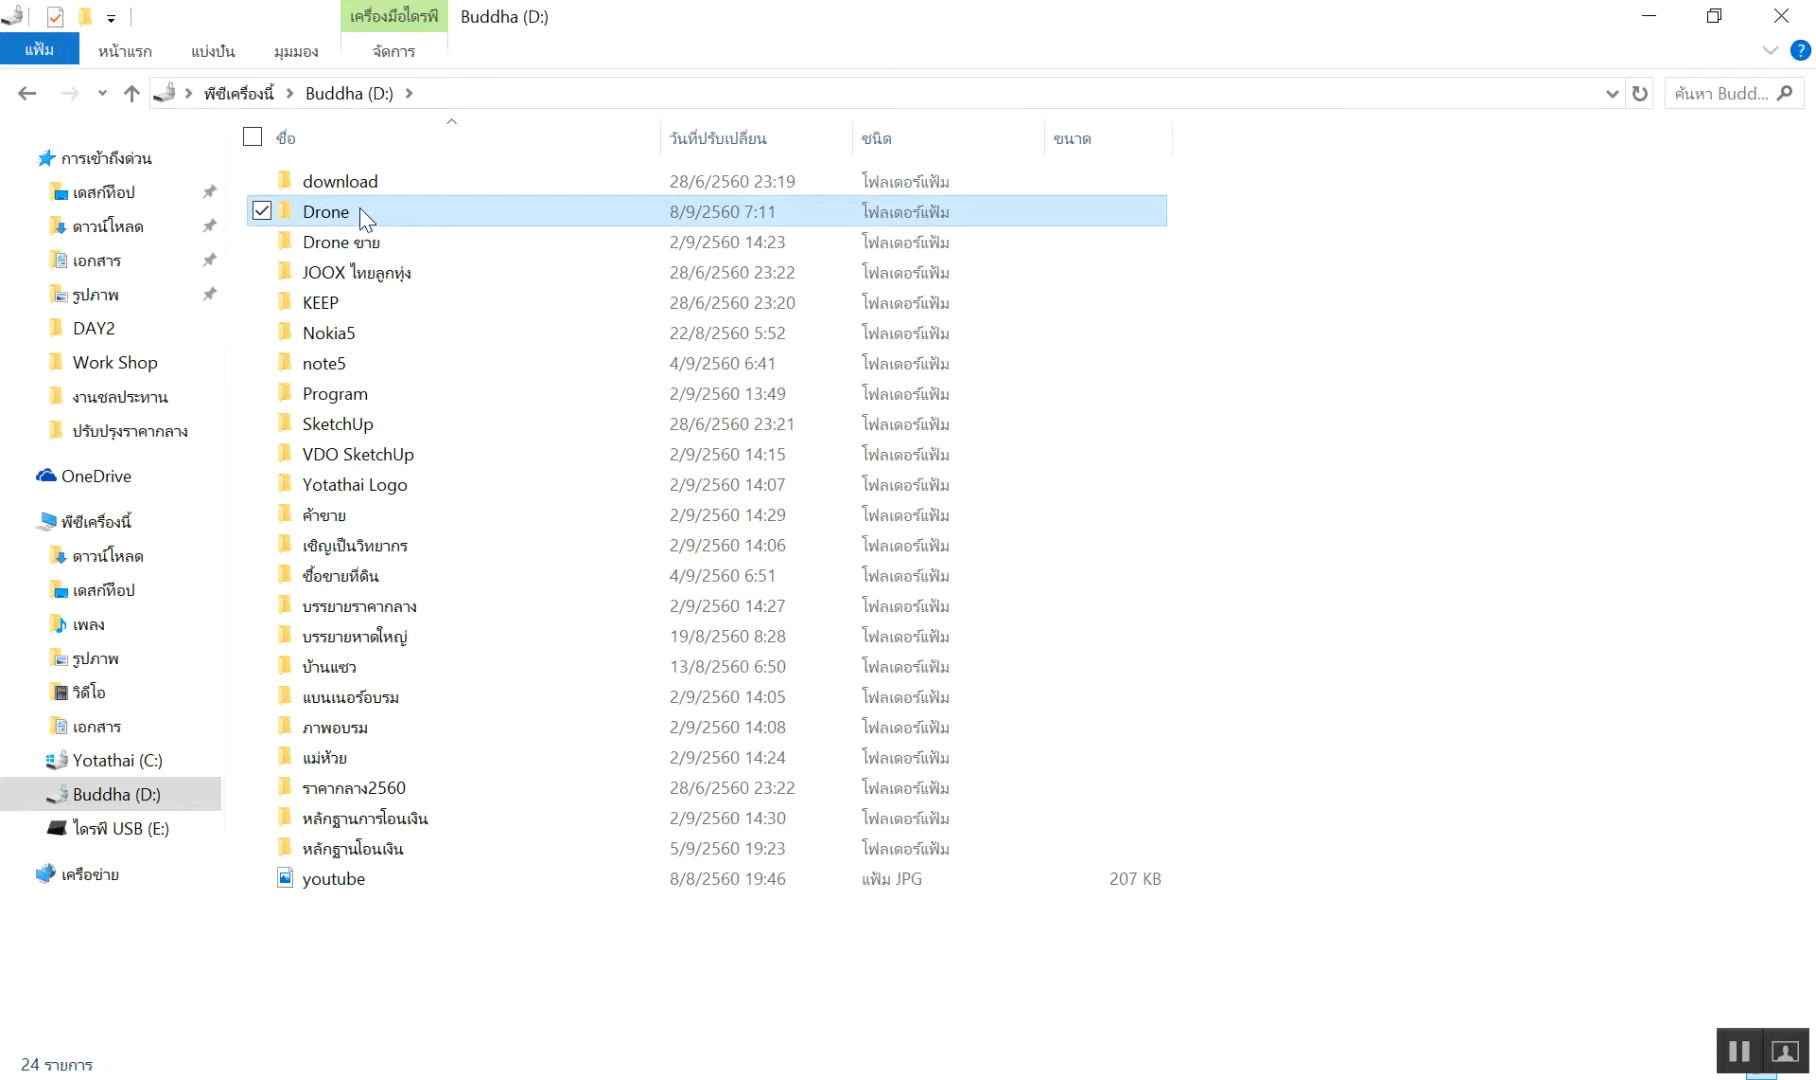 เครื่องมือไดรฟ์ Buddha (D:)
แฟ้ม หน้าแรก แบ่งปัน มุมมอง จัดการ
พีซีเครื่องนี้ Buddha (D:) ค้นหา Budd...
ชื่อ วันที่ปรับเปลี่ยน ชนิด ขนาด
การเข้าถึงด่วน
เดสก์ท็อป
ดาวน์โหลด
เอกสาร
รูปภาพ
DAY2
Work Shop
งานชลประทาน
ปรับปรุงราคากลาง
OneDrive
พีซีเครื่องนี้
ดาวน์โหลด
เดสก์ท็อป
เพลง
รูปภาพ
วิดีโอ
เอกสาร
Yotathai (C:)
Buddha (D:)
ไดรฟ์ USB (E:)
เครือข่าย
download 28/6/2560 23:19 โฟลเดอร์แฟ้ม
Drone 8/9/2560 7:11 โฟลเดอร์แฟ้ม
Drone ขาย 2/9/2560 14:23 โฟลเดอร์แฟ้ม
JOOX ไทยลูกทุ่ง 28/6/2560 23:22 โฟลเดอร์แฟ้ม
KEEP 28/6/2560 23:20 โฟลเดอร์แฟ้ม
Nokia5 22/8/2560 5:52 โฟลเดอร์แฟ้ม
note5 4/9/2560 6:41 โฟลเดอร์แฟ้ม
Program 2/9/2560 13:49 โฟลเดอร์แฟ้ม
SketchUp 28/6/2560 23:21 โฟลเดอร์แฟ้ม
VDO SketchUp 2/9/2560 14:15 โฟลเดอร์แฟ้ม
Yotathai Logo 2/9/2560 14:07 โฟลเดอร์แฟ้ม
ค้าขาย 2/9/2560 14:29 โฟลเดอร์แฟ้ม
เชิญเป็นวิทยากร 2/9/2560 14:06 โฟลเดอร์แฟ้ม
ซื้อขายที่ดิน 4/9/2560 6:51 โฟลเดอร์แฟ้ม
บรรยายราคากลาง 2/9/2560 14:27 โฟลเดอร์แฟ้ม
บรรยายหาดใหญ่ 19/8/2560 8:28 โฟลเดอร์แฟ้ม
บ้านแซว 13/8/2560 6:50 โฟลเดอร์แฟ้ม
แบนเนอร์อบรม 2/9/2560 14:05 โฟลเดอร์แฟ้ม
ภาพอบรม 2/9/2560 14:08 โฟลเดอร์แฟ้ม
แม่ห้วย 2/9/2560 14:24 โฟลเดอร์แฟ้ม
ราคากลาง2560 28/6/2560 23:22 โฟลเดอร์แฟ้ม
หลักฐานการโอนเงิน 2/9/2560 14:30 โฟลเดอร์แฟ้ม
หลักฐานโอนเงิน 5/9/2560 19:23 โฟลเดอร์แฟ้ม
youtube 8/8/2560 19:46 แฟ้ม JPG 207 KB
24 รายการ